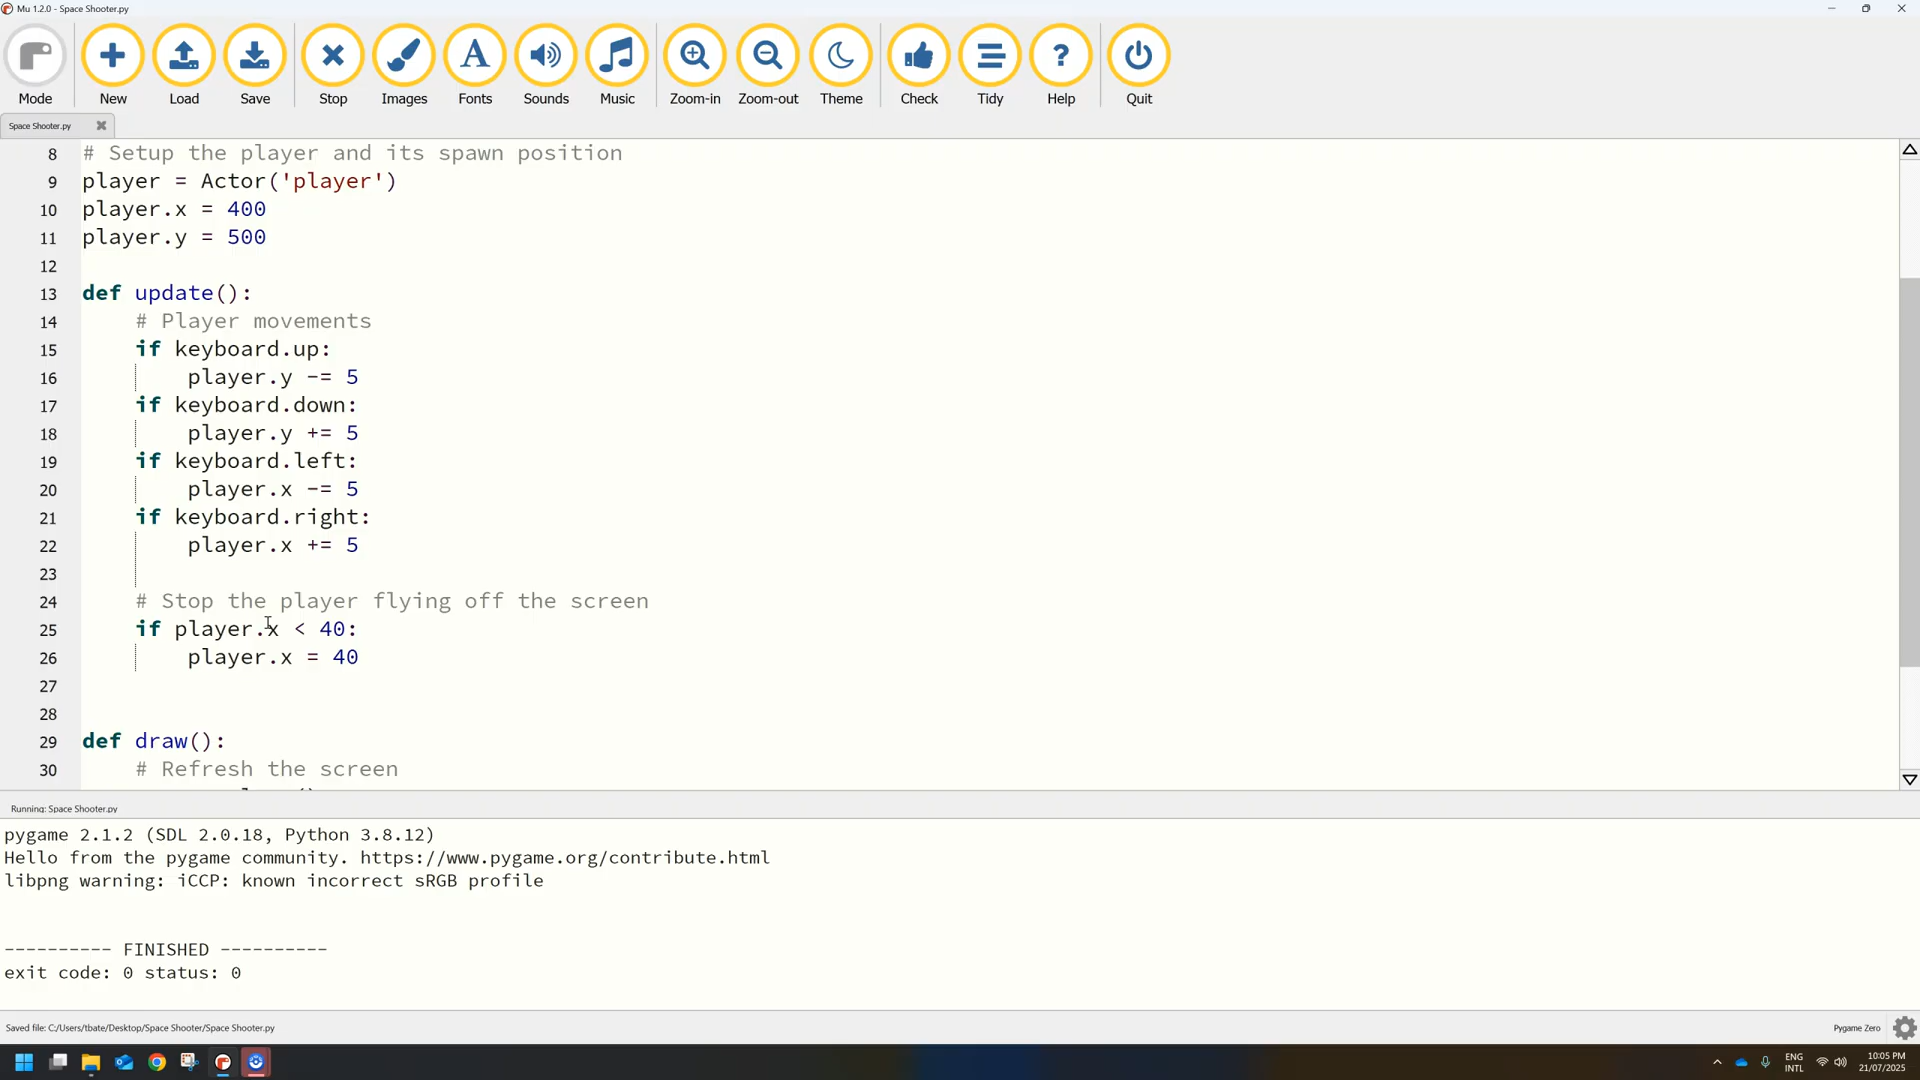 Mu 1.2.0 - Space Shooter.py
Mode
New
Load
Save
Stop
Images
Fonts
Sounds
Music
Zoom-in
Zoom-out
Theme
Check
Tidy
Help
Quit
Space Shooter.py
8 # Setup the player and its spawn position
9 player = Actor('player')
10 player.x = 400
11 player.y = 500
12
13 def update():
14     # Player movements
15     if keyboard.up:
16         player.y -= 5
17     if keyboard.down:
18         player.y += 5
19     if keyboard.left:
20         player.x -= 5
21     if keyboard.right:
22         player.x += 5
23
24     # Stop the player flying off the screen
25     if player.x < 40:
26         player.x = 40
27
28
29 def draw():
30     # Refresh the screen
Running: Space Shooter.py
pygame 2.1.2 (SDL 2.0.18, Python 3.8.12)
Hello from the pygame community. https://www.pygame.org/contribute.html
libpng warning: iCCP: known incorrect sRGB profile
---------- FINISHED ----------
exit code: 0 status: 0
Saved file: C:/Users/tbate/Desktop/Space Shooter/Space Shooter.py
Pygame Zero
ENG
INTL
10:05 PM
21/07/2025